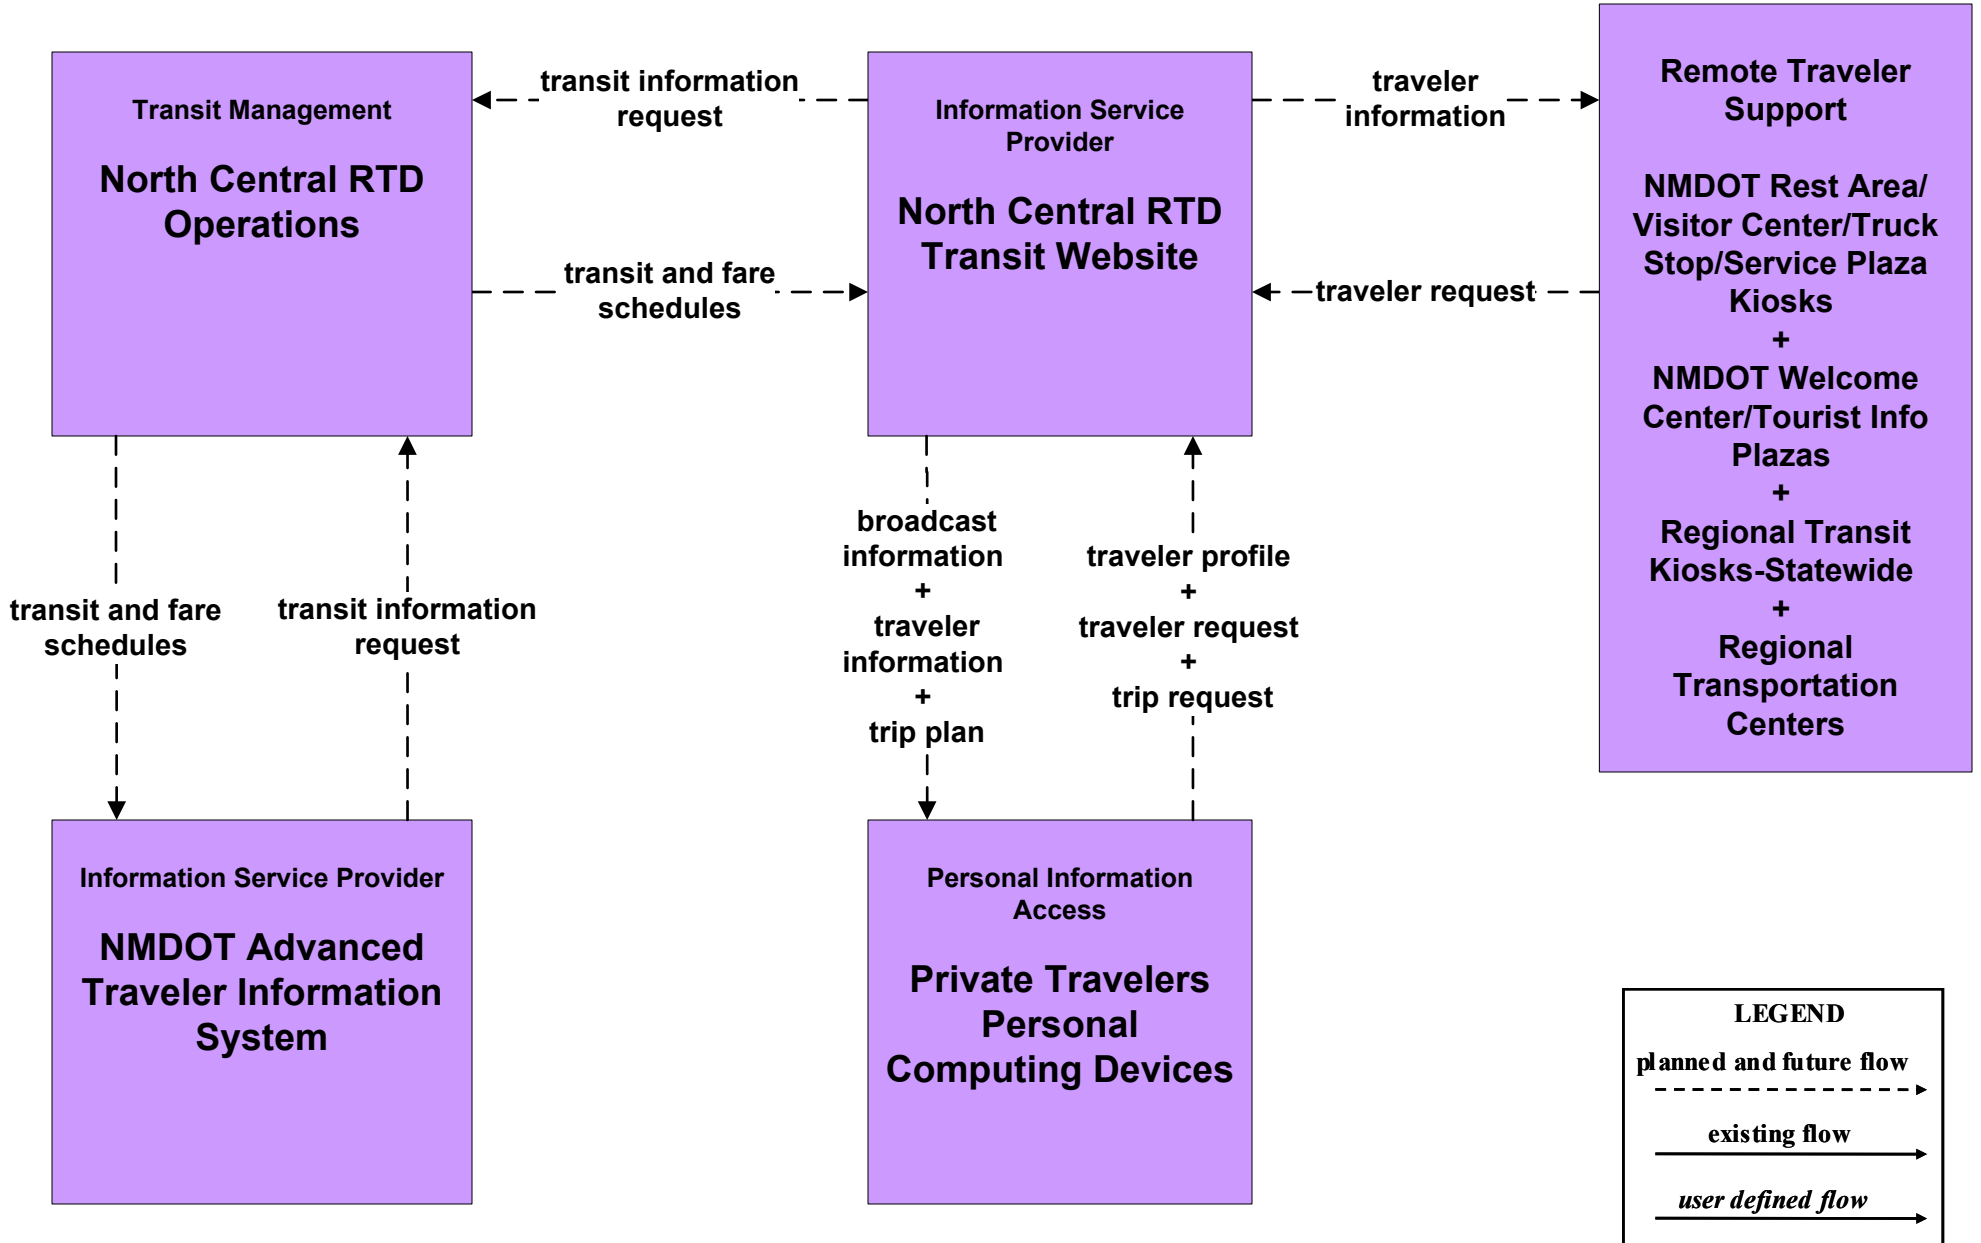 Transit Management
North Central RTD
Operations
transit information
request
transit and fare
schedules
Information Service
Provider
North Central RTD
Transit Website
traveler
information
traveler request
Remote Traveler
Support
NMDOT Rest Area/
Visitor Center/Truck
Stop/Service Plaza
Kiosks
+
NMDOT Welcome
Center/Tourist Info
Plazas
+
Regional Transit
Kiosks-Statewide
+
Regional
Transportation
Centers
transit and fare
schedules
transit information
request
broadcast
information
+
traveler
information
+
trip plan
traveler profile
+
traveler request
+
trip request
Information Service Provider
NMDOT Advanced
Traveler Information
System
Personal Information
Access
Private Travelers
Personal
Computing Devices
LEGEND
planned and future flow
existing flow
user defined flow